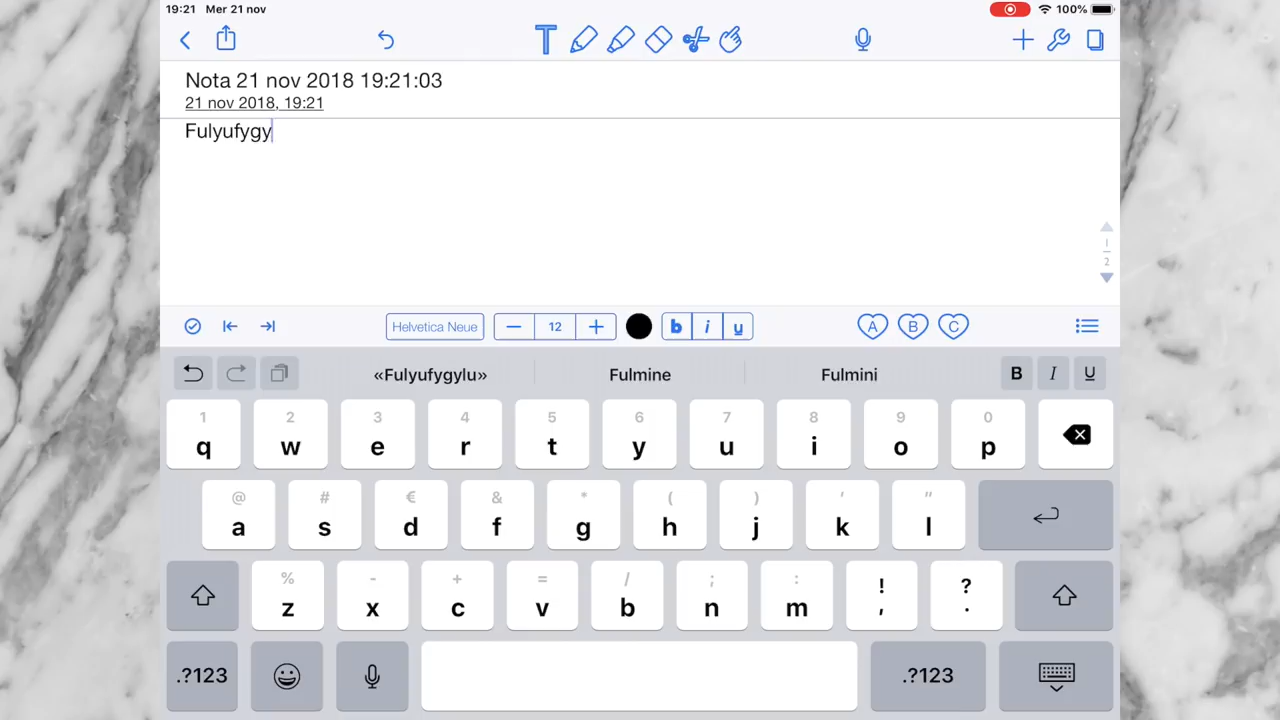 19:21 Mer 21 nov 100%
T
Nota 21 nov 2018 19:21:03
21 nov 2018, 19:21
Fulyufygy
1
2
Helvetica Neue − 12 + b i u A B C
«Fulyufygylu» Fulmine Fulmini B I U
1 2 3 4 5 6 7 8 9 0
q w e r t y u i o p
@ # € & * ( ) ' "
a s d f g h j k l
% - + = / ; : ! ?
z x c v b n m , .
.?123 .?123